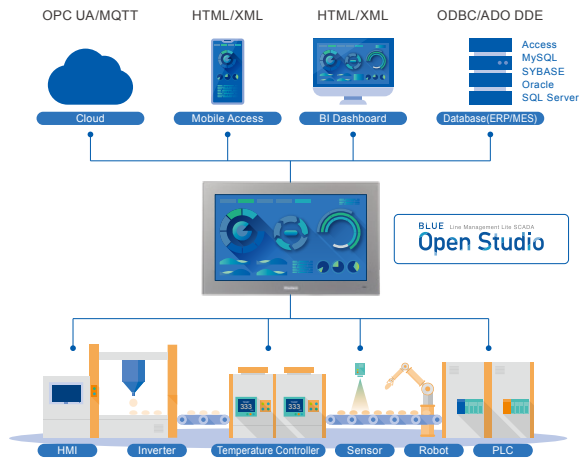 OPC UA/MQTT
HTML/XML
HTML/XML
ODBC/ADO DDE
Access
MySQL
SYBASE
Oracle
SQL Server
Cloud
Mobile Access
BI Dashboard
Database(ERP/MES)
BLUE Line Management Lite SCADA
Open Studio
333
333
HMI
Inverter
Temperature Controller
Sensor
Robot
PLC